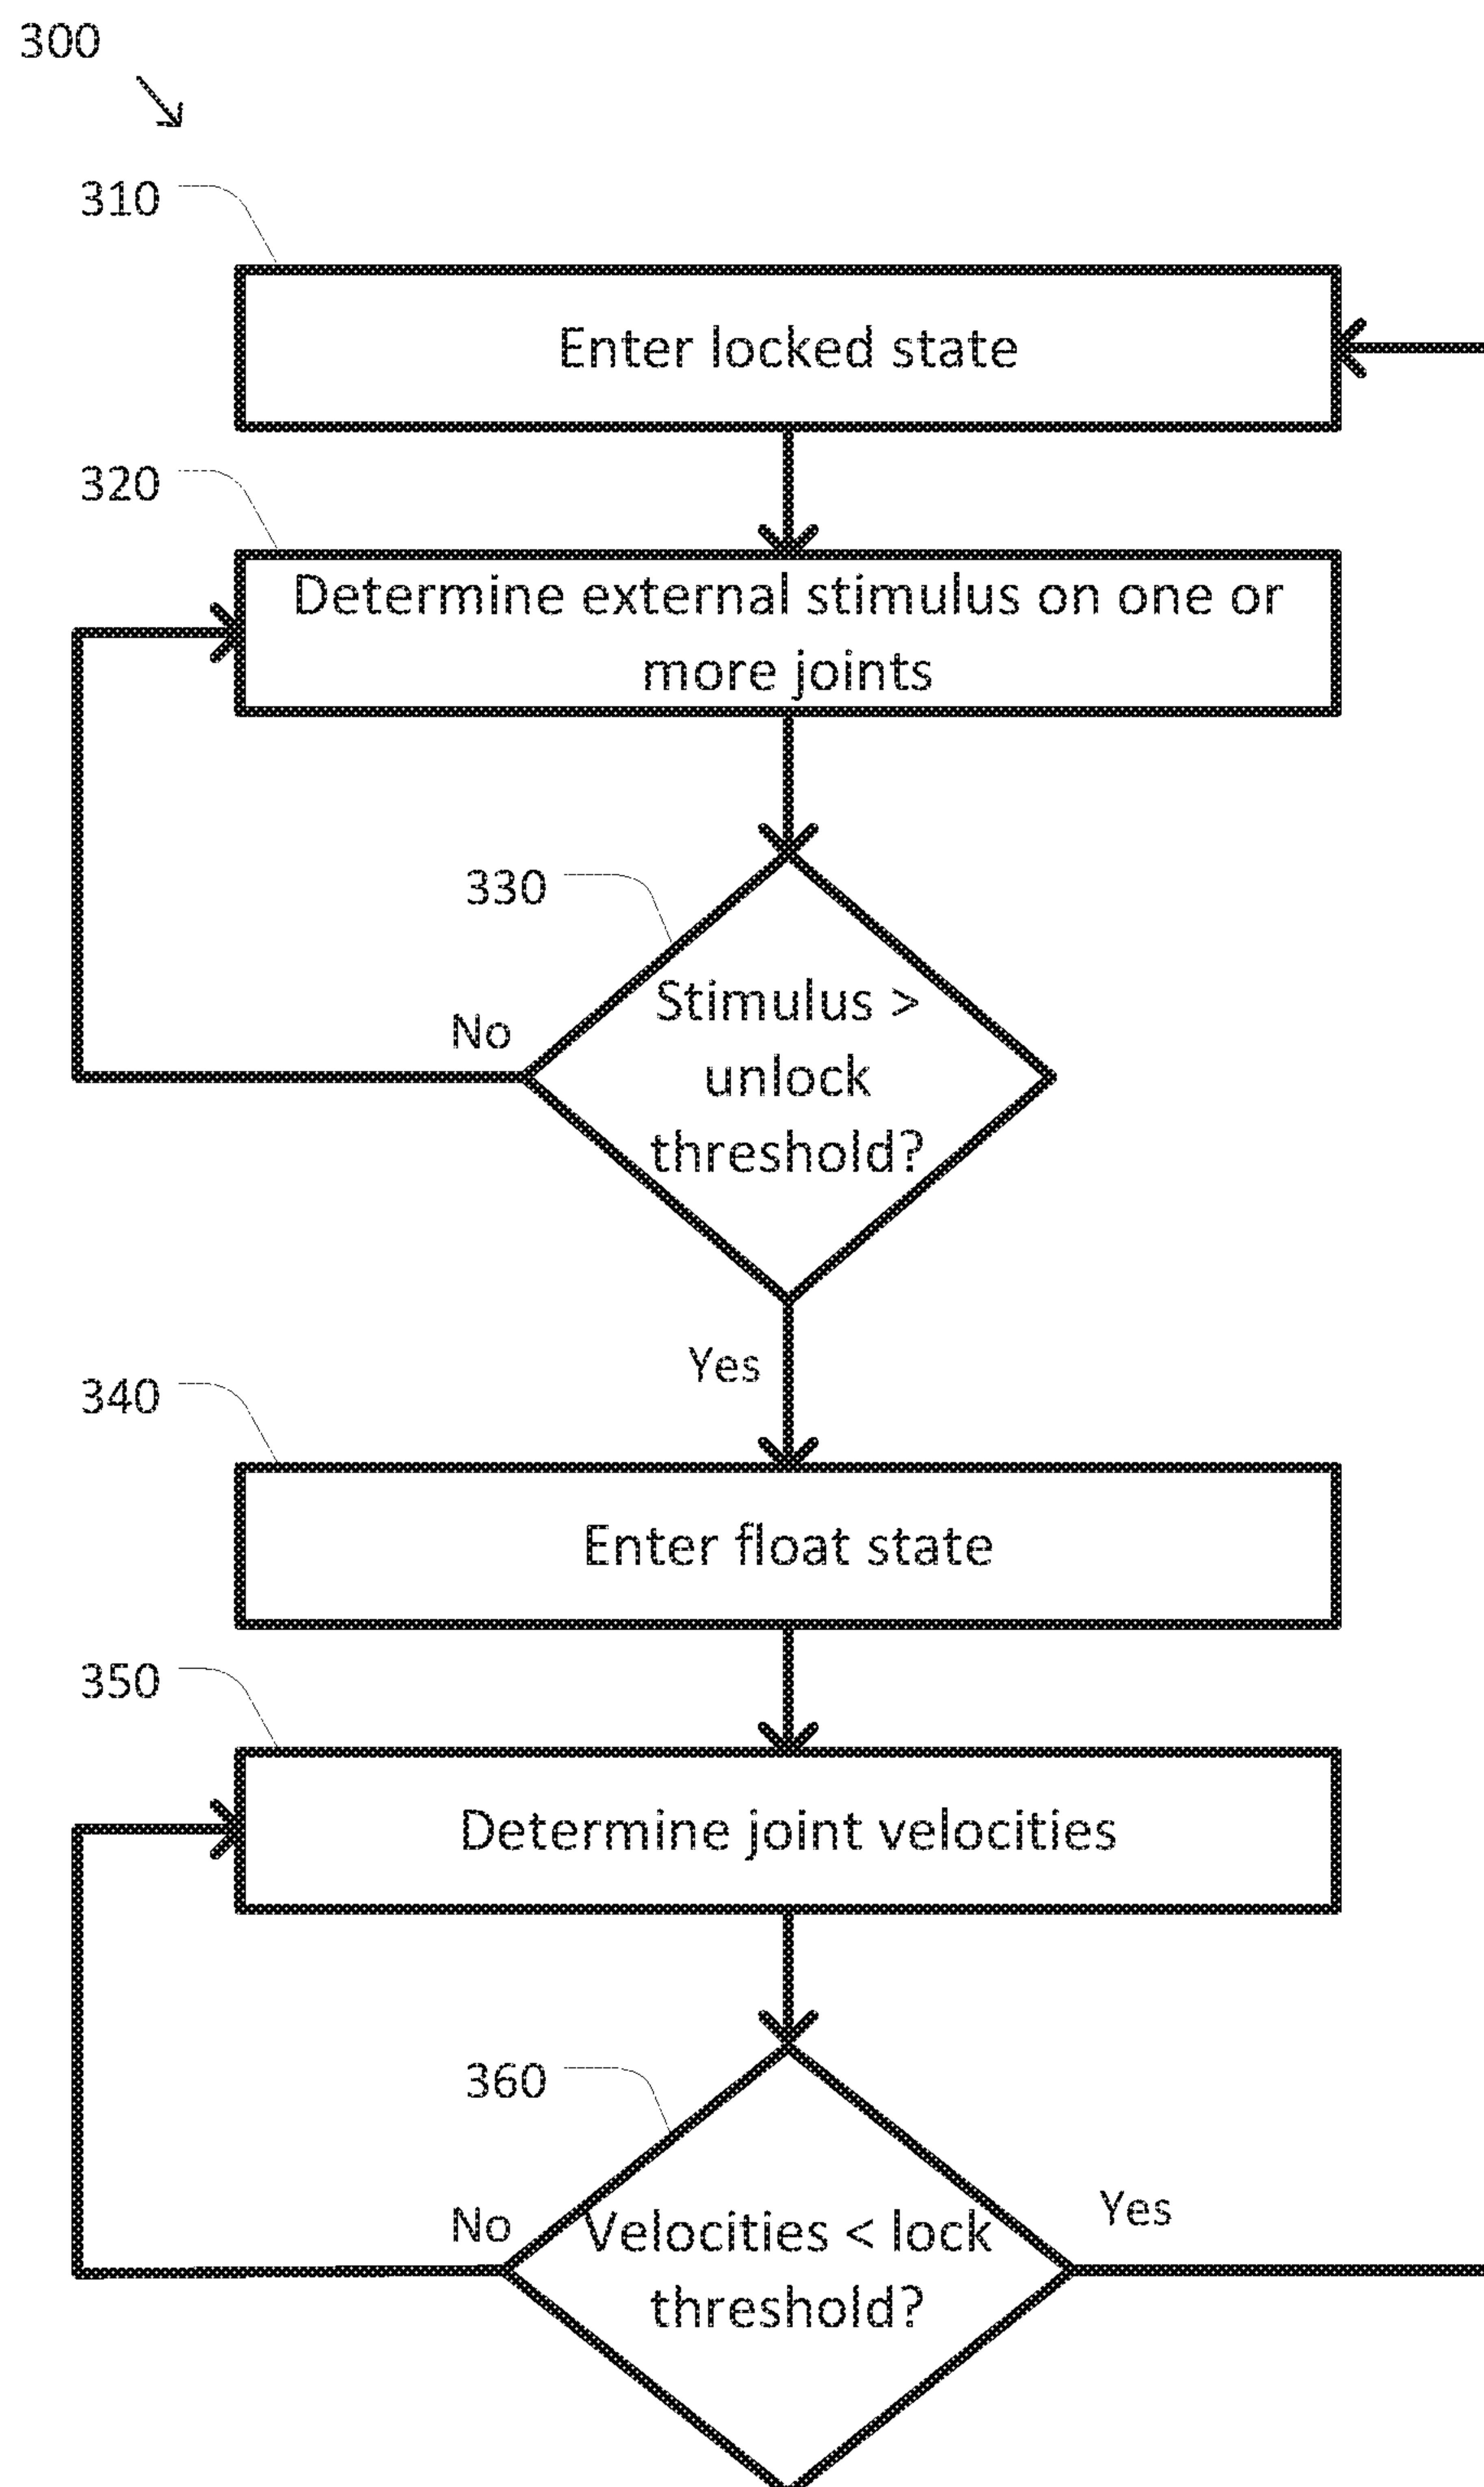 300
310
Enter locked state
320
Determine external stimulus on one or
more joints
330
Stimulus >
unlock
threshold?
No
Yes
340
Enter float state
350
Determine joint velocities
360
Velocities < lock
threshold?
No
Yes